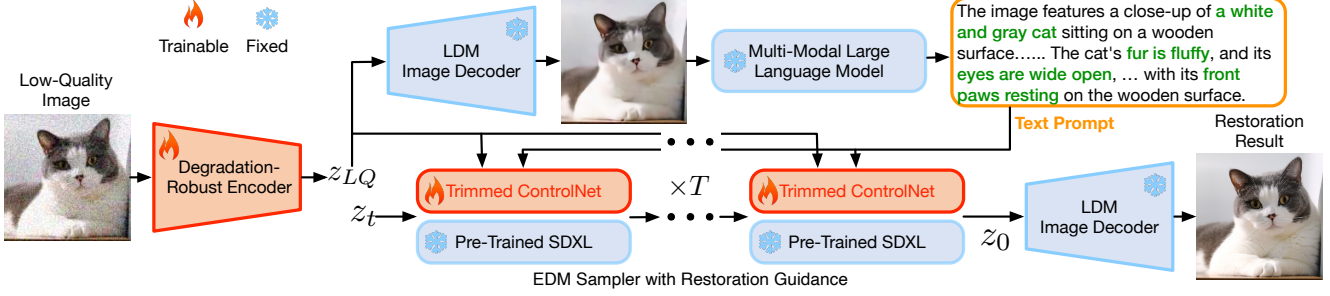 Trainable
Fixed
Low-Quality
Image
Degradation-
Robust Encoder
z_{LQ}
LDM
Image Decoder
Multi-Modal Large
Language Model
The image features a close-up of a white
and gray cat sitting on a wooden
surface...... The cat's fur is fluffy, and its
eyes are wide open, ... with its front
paws resting on the wooden surface.
Text Prompt
z_t
Trimmed ControlNet
Pre-Trained SDXL
×T
Trimmed ControlNet
Pre-Trained SDXL
z_0
LDM
Image Decoder
Restoration
Result
EDM Sampler with Restoration Guidance